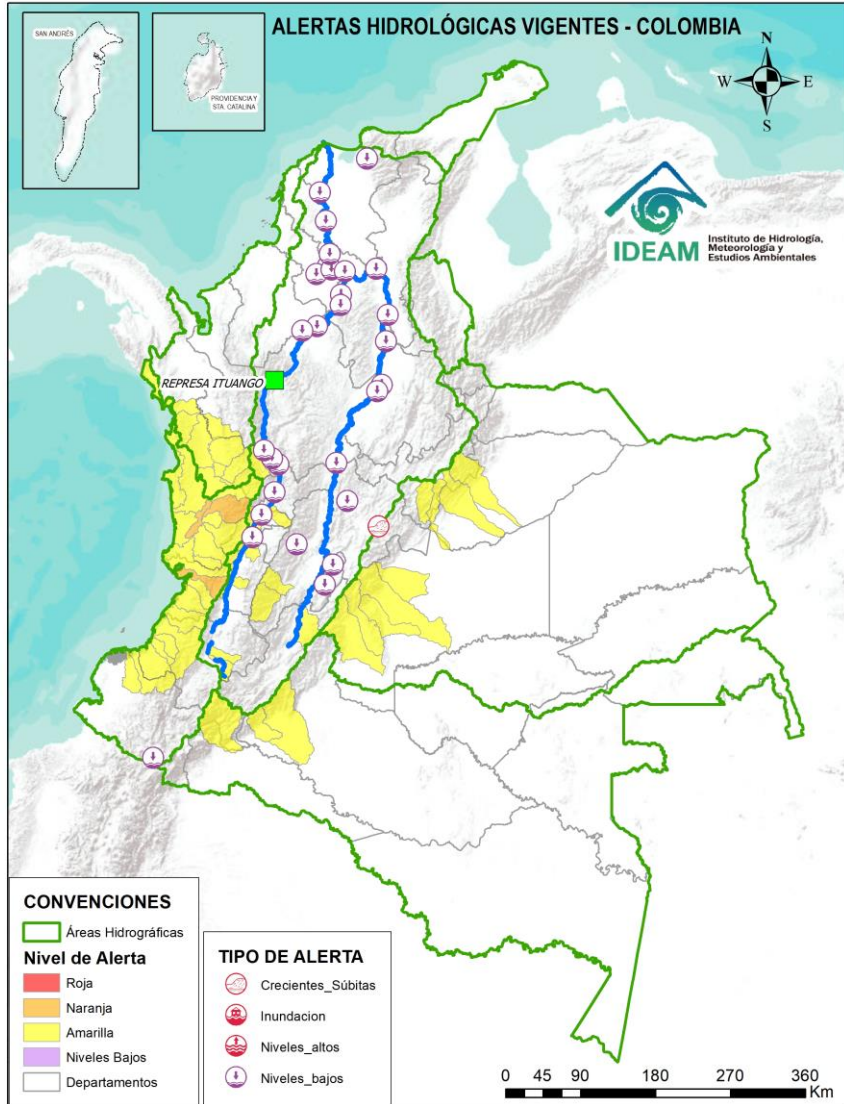 ALERTAS HIDROLÓGICAS VIGENTES - COLOMBIA
SAN ANDRÉS
PROVIDENCIA Y
STA. CATALINA
N
W E
S
IDEAM
Instituto de Hidrología,
Meteorología y
Estudios Ambientales
REPRESA ITUANGO
CONVENCIONES
Áreas Hidrográficas
Nivel de Alerta
Roja
Naranja
Amarilla
Niveles Bajos
Departamentos
TIPO DE ALERTA
Crecientes_Súbitas
Inundacion
Niveles_altos
Niveles_bajos
0 45 90 180 270 360
Km